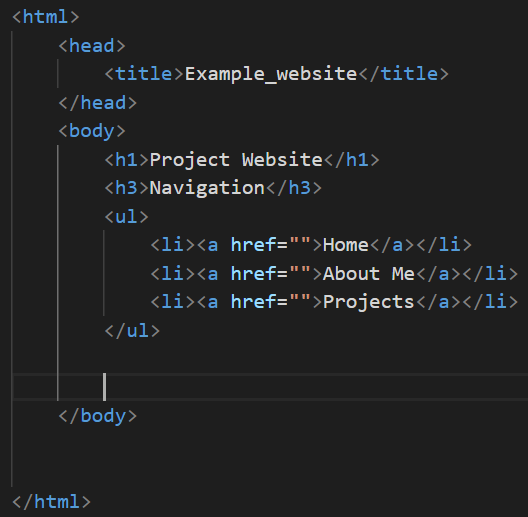 <html>
<head>
<title>Example_website</title>
</head>
<body>
<h1>Project Website</h1>
<h3>Navigation</h3>
<ul>
<li><a href="">Home</a></li>
<li><a href="">About Me</a></li>
<li><a href="">Projects</a></li>
</ul>
</body>
</html>